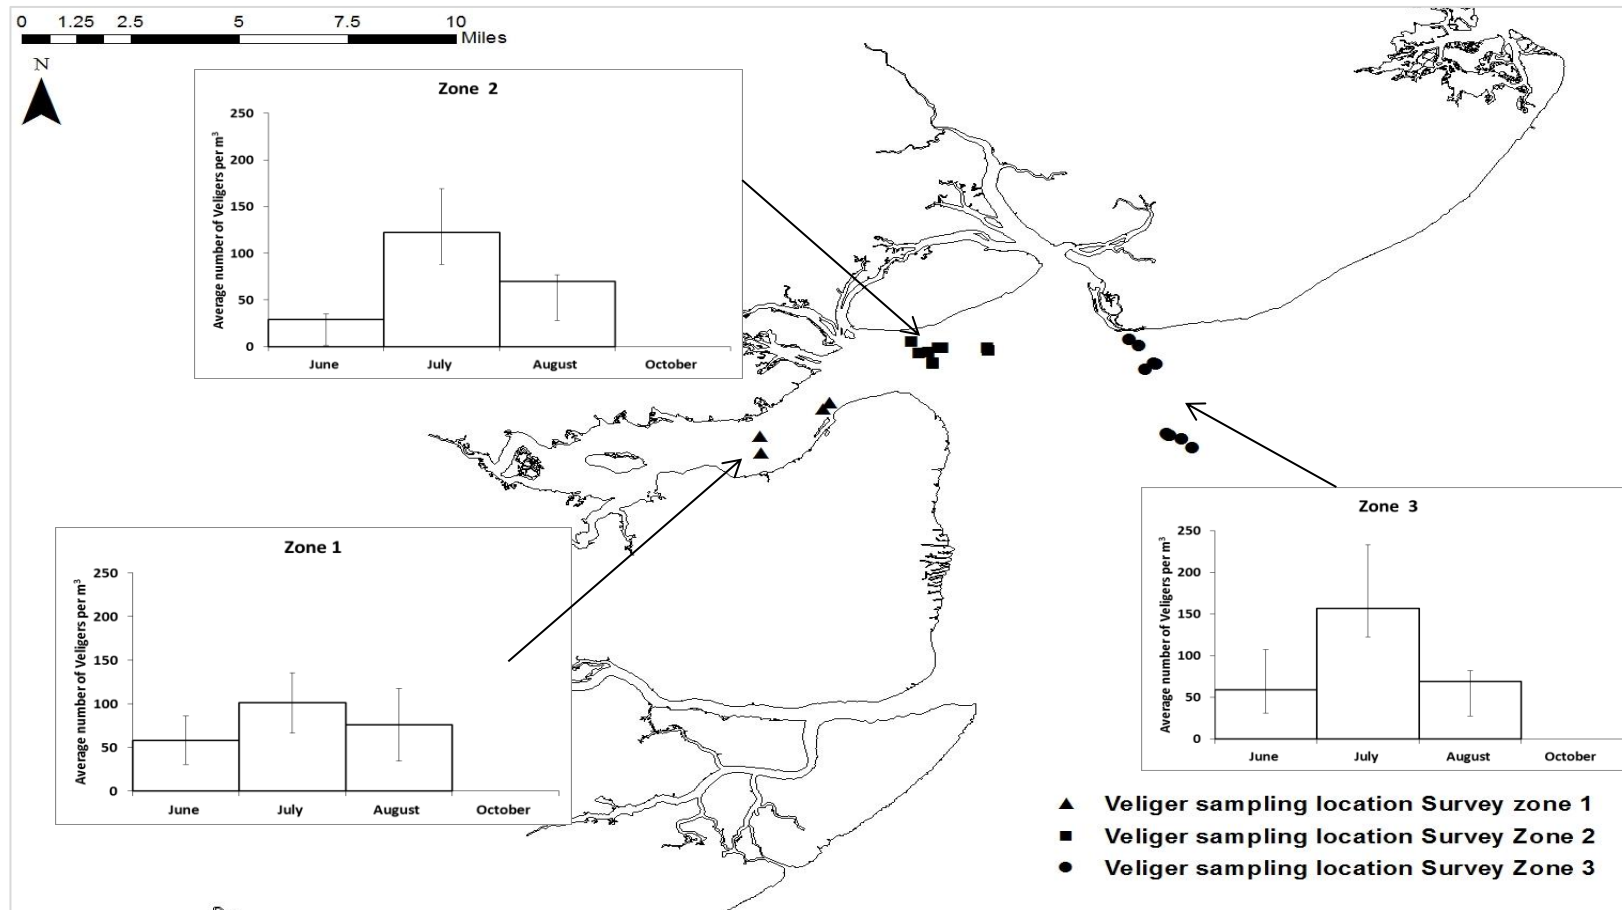 0 1.25 2.5 5 7.5 10
Miles
N
Zone 2
Average number of Veligers per m³
250
200
150
100
50
0
June July August October
Zone 1
Average number of Veligers per m³
250
200
150
100
50
0
June July August October
Zone 3
Average number of Veligers per m³
250
200
150
100
50
0
June July August October
Veliger sampling location Survey zone 1
Veliger sampling location Survey Zone 2
Veliger sampling location Survey Zone 3